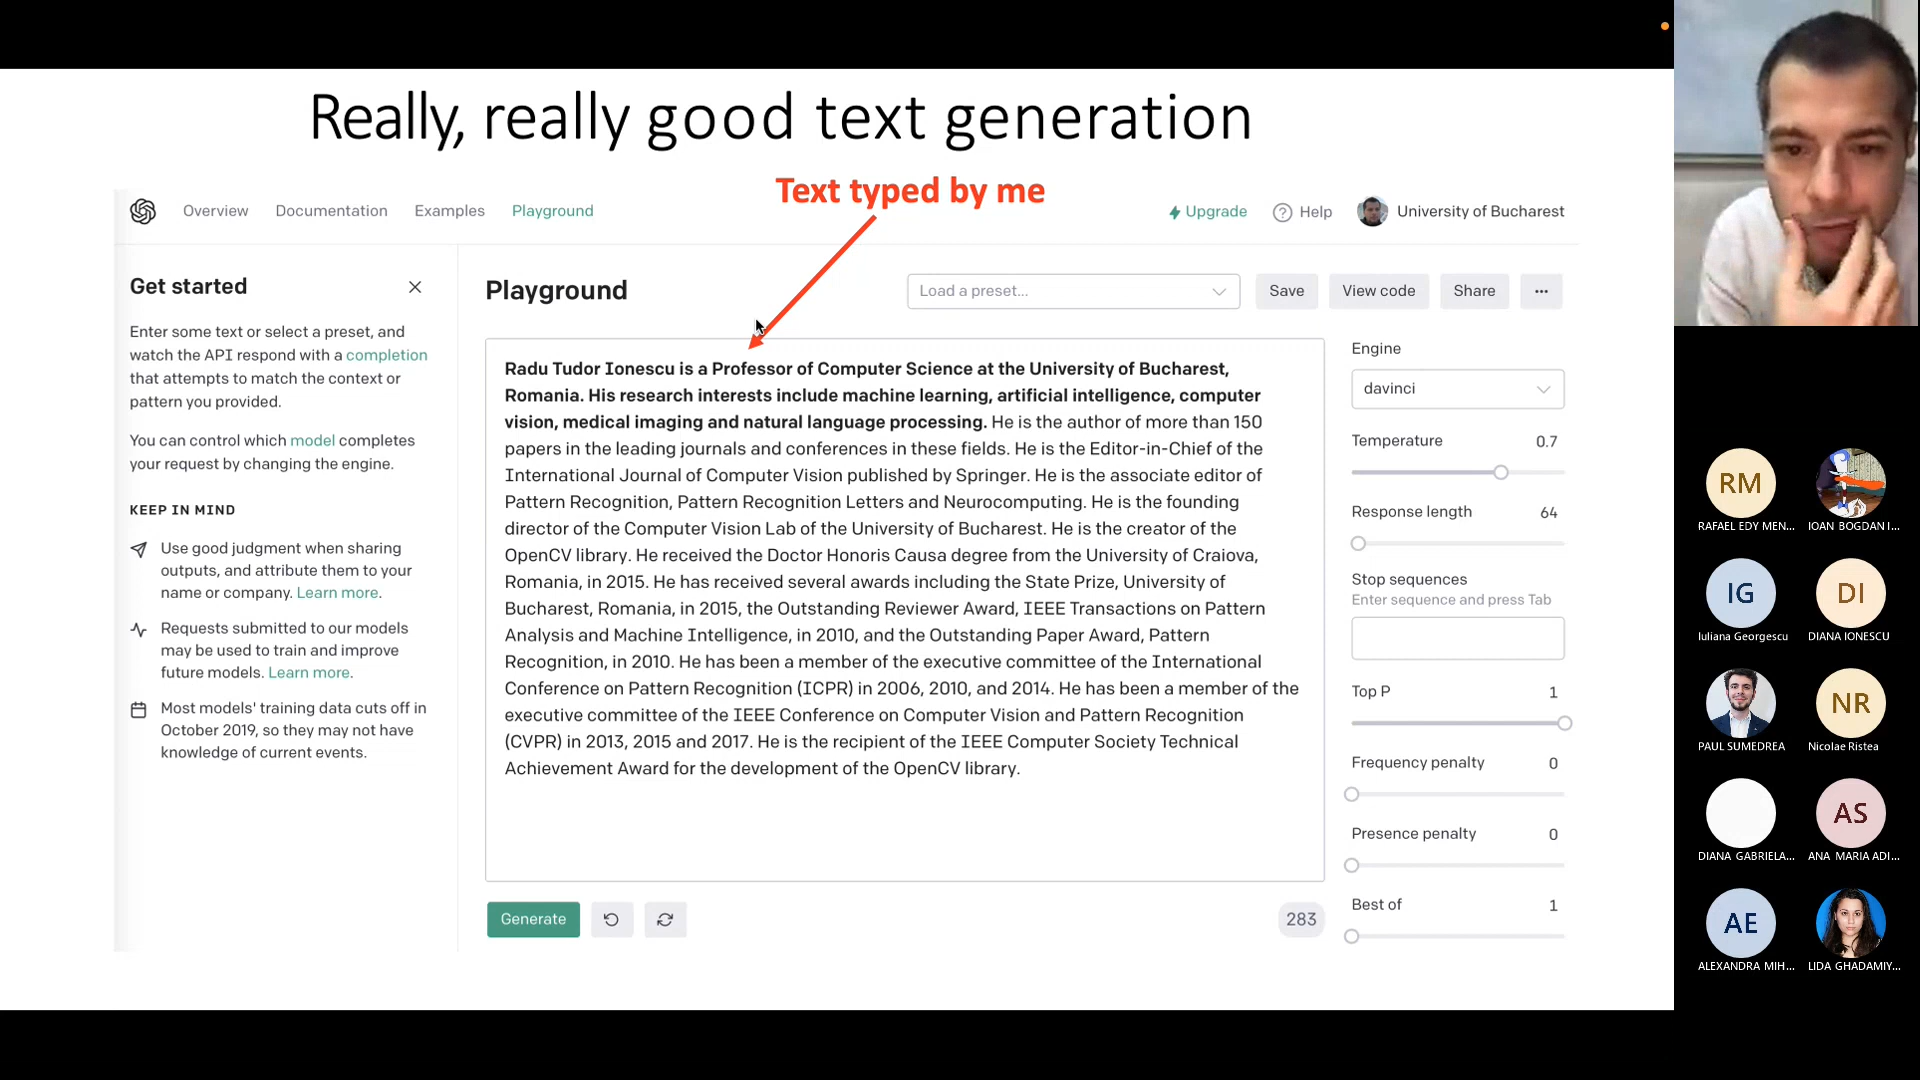 Really, really good text generation
Text typed by me
Overview
Documentation
Examples
Playground
Upgrade
Help
University of Bucharest
Get started
Enter some text or select a preset, and
watch the API respond with a completion
that attempts to match the context or
pattern you provided.
You can control which model completes
your request by changing the engine.
KEEP IN MIND
Use good judgment when sharing
outputs, and attribute them to your
name or company. Learn more.
Requests submitted to our models
may be used to train and improve
future models. Learn more.
Most models' training data cuts off in
October 2019, so they may not have
knowledge of current events.
Playground
Load a preset...
Save
View code
Share
...
Radu Tudor Ionescu is a Professor of Computer Science at the University of Bucharest,
Romania. His research interests include machine learning, artificial intelligence, computer
vision, medical imaging and natural language processing. He is the author of more than 150
papers in the leading journals and conferences in these fields. He is the Editor-in-Chief of the
International Journal of Computer Vision published by Springer. He is the associate editor of
Pattern Recognition, Pattern Recognition Letters and Neurocomputing. He is the founding
director of the Computer Vision Lab of the University of Bucharest. He is the creator of the
OpenCV library. He received the Doctor Honoris Causa degree from the University of Craiova,
Romania, in 2015. He has received several awards including the State Prize, University of
Bucharest, Romania, in 2015, the Outstanding Reviewer Award, IEEE Transactions on Pattern
Analysis and Machine Intelligence, in 2010, and the Outstanding Paper Award, Pattern
Recognition, in 2010. He has been a member of the executive committee of the International
Conference on Pattern Recognition (ICPR) in 2006, 2010, and 2014. He has been a member of the
executive committee of the IEEE Conference on Computer Vision and Pattern Recognition
(CVPR) in 2013, 2015 and 2017. He is the recipient of the IEEE Computer Society Technical
Achievement Award for the development of the OpenCV library.
Generate
283
Engine
davinci
Temperature 0.7
Response length 64
Stop sequences
Enter sequence and press Tab
Top P 1
Frequency penalty 0
Presence penalty 0
Best of 1
RM
RAFAEL EDY MEN...
IOAN BOGDAN I...
IG
DI
Iuliana Georgescu
DIANA IONESCU
NR
PAUL SUMEDREA
Nicolae Ristea
AS
DIANA GABRIELA...
ANA MARIA ADI...
AE
ALEXANDRA MIH...
LIDA GHADAMIY...